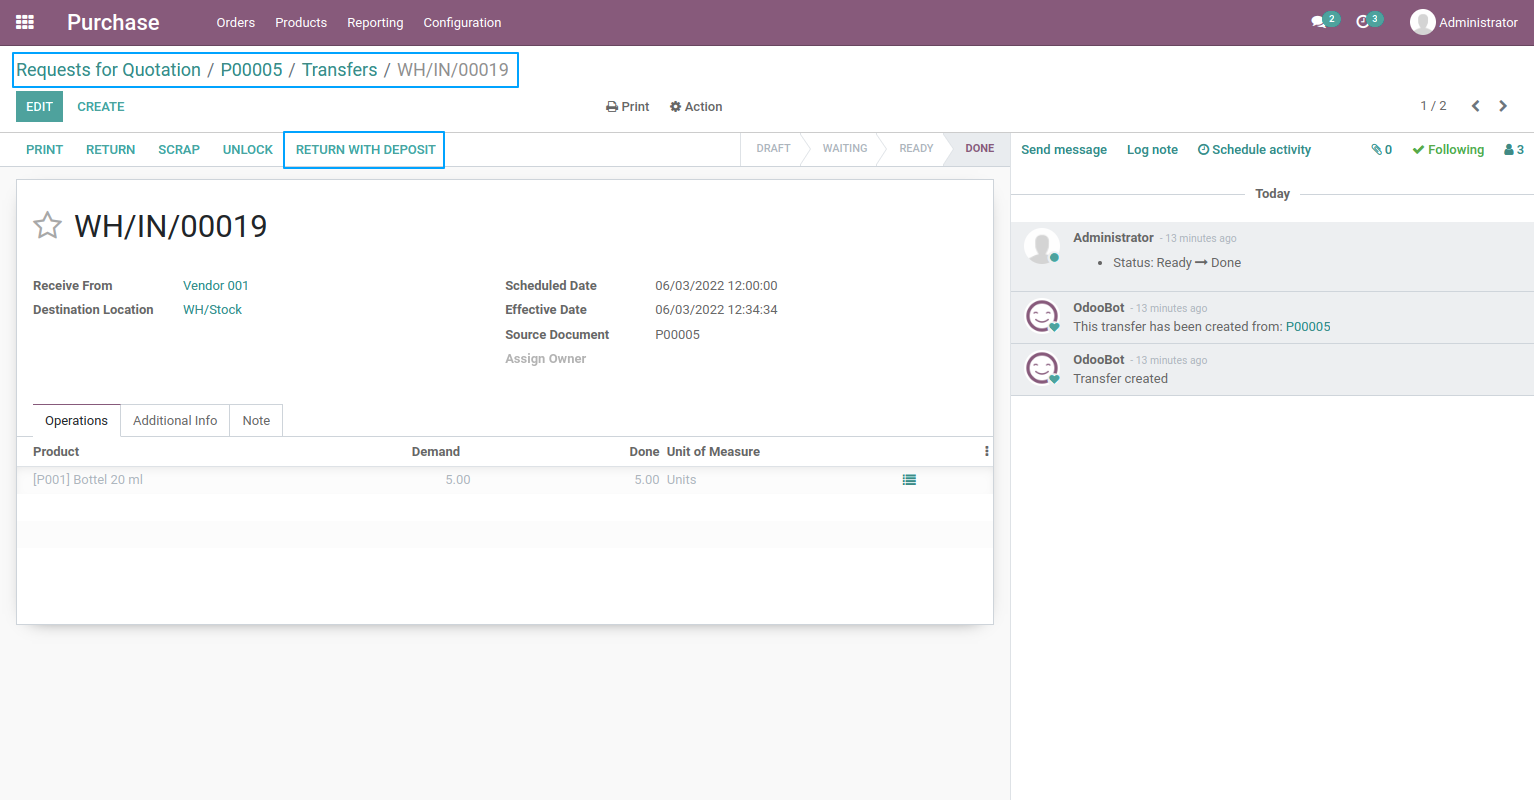 Purchase Orders Products Reporting Configuration 2 3 Administrator
Requests for Quotation / P00005 / Transfers / WH/IN/00019
EDIT CREATE Print Action 1 / 2
PRINT RETURN SCRAP UNLOCK RETURN WITH DEPOSIT DRAFT WAITING READY DONE
WH/IN/00019
Receive From Vendor 001 Scheduled Date 06/03/2022 12:00:00
Destination Location WH/Stock Effective Date 06/03/2022 12:34:34
Source Document P00005
Assign Owner
Operations Additional Info Note
Product Demand Done Unit of Measure
[P001] Bottel 20 ml 5.00 5.00 Units
Send message Log note Schedule activity 0 Following 3
Today
Administrator - 13 minutes ago
• Status: Ready → Done
OdooBot - 13 minutes ago
This transfer has been created from: P00005
OdooBot - 13 minutes ago
Transfer created